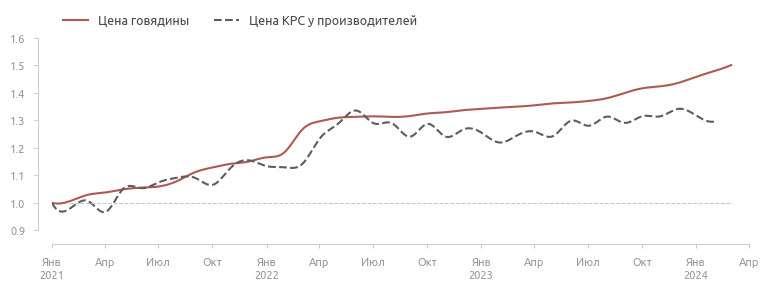 Цена говядины Цена КРС у производителей
1.6
1.5
1.4
1.3
1.2
1.1
1.0
0.9
Янв Апр Июл Окт Янв Апр Июл Окт Янв Апр Июл Окт Янв Апр
2021 2022 2023 2024